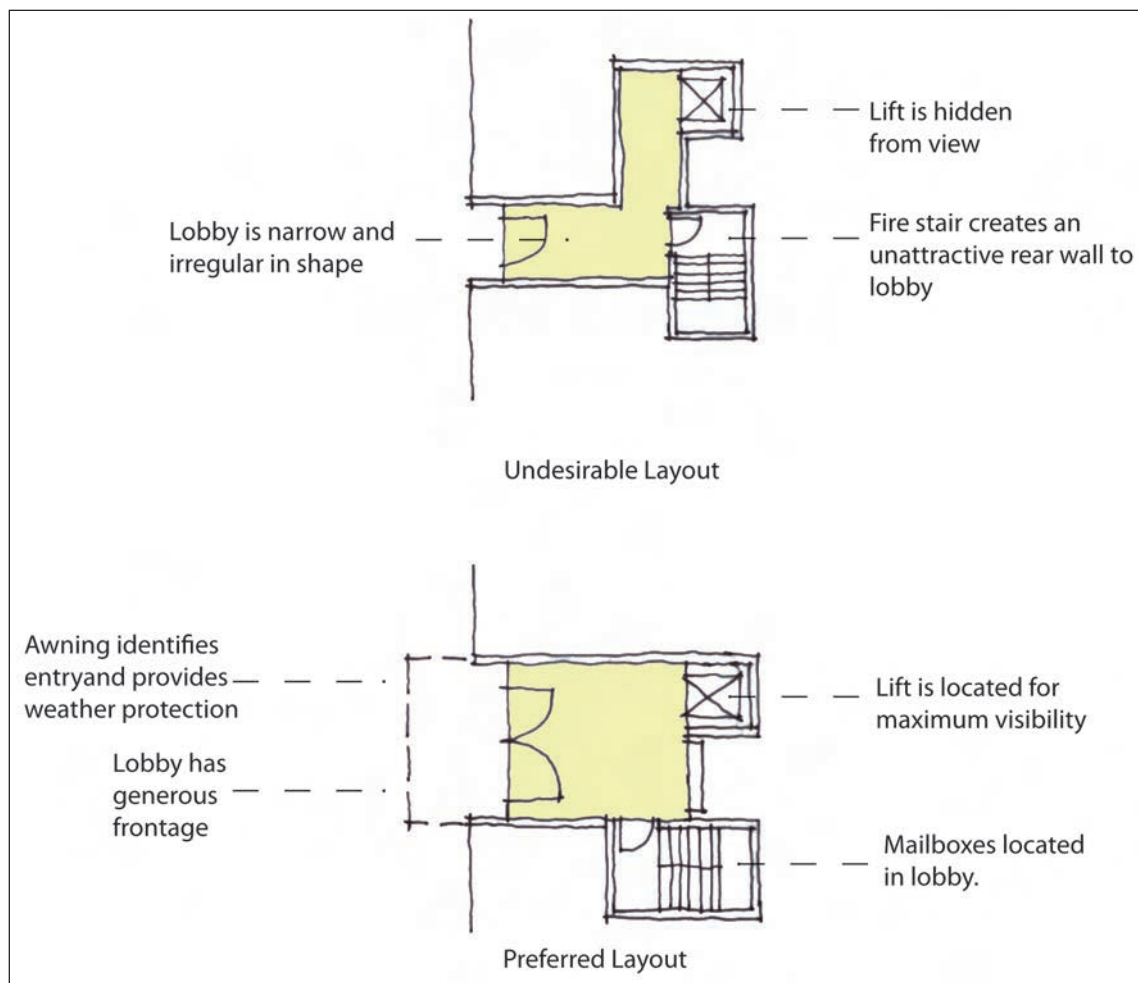 Lift is hidden
from view
Lobby is narrow and
irregular in shape
Fire stair creates an
unattractive rear wall to
lobby
Undesirable Layout
Awning identifies
entryand provides
weather protection
Lift is located for
maximum visibility
Lobby has
generous
frontage
Mailboxes located
in lobby.
Preferred Layout